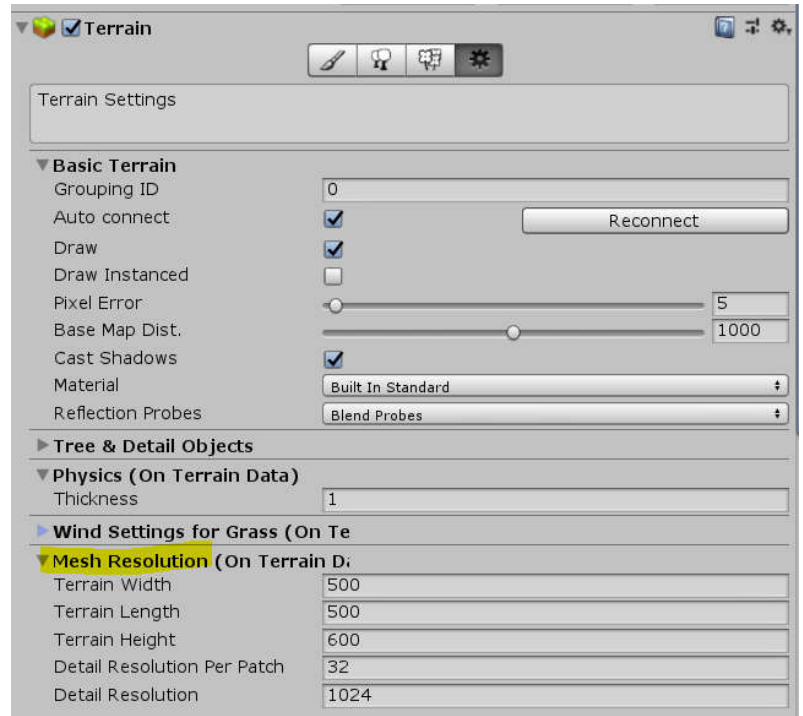 Terrain
Terrain Settings
Basic Terrain
Grouping ID 0
Auto connect Reconnect
Draw
Draw Instanced
Pixel Error 5
Base Map Dist. 1000
Cast Shadows
Material Built In Standard
Reflection Probes Blend Probes
Tree & Detail Objects
Physics (On Terrain Data)
Thickness 1
Wind Settings for Grass (On Te
Mesh Resolution (On Terrain Da
Terrain Width 500
Terrain Length 500
Terrain Height 600
Detail Resolution Per Patch 32
Detail Resolution 1024